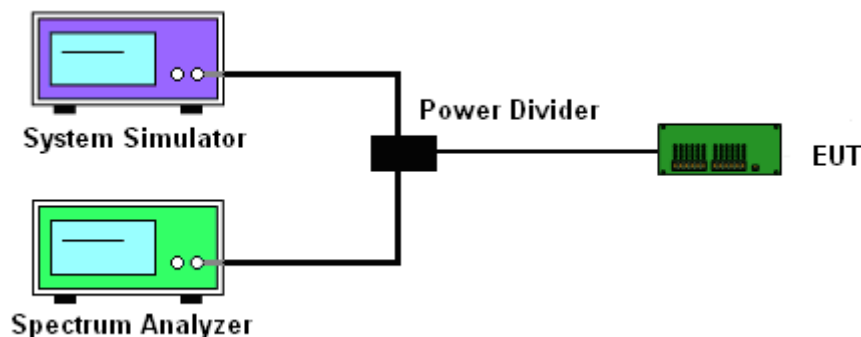 System Simulator
Power Divider
EUT
Spectrum Analyzer